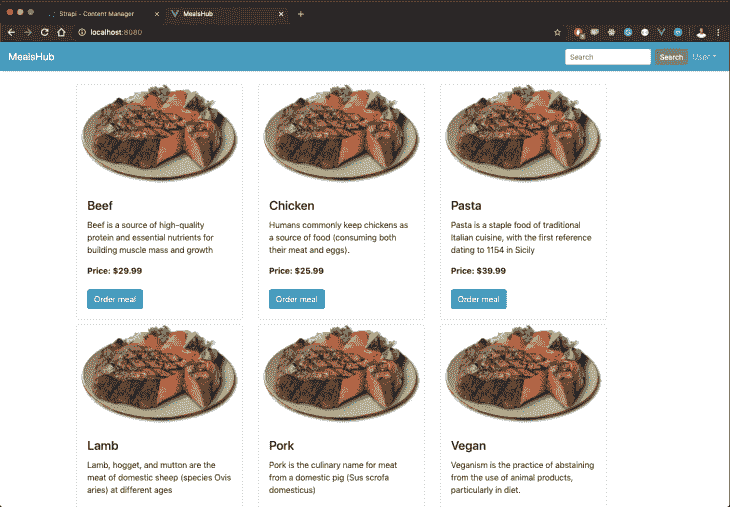 Strapi - Content Manager
MealsHub
localhost:8080
MealsHub
Search
Search
User
Beef
Beef is a source of high-quality
protein and essential nutrients for
building muscle mass and growth
Price: $29.99
Order meal
Chicken
Humans commonly keep chickens as
a source of food (consuming both
their meat and eggs).
Price: $25.99
Order meal
Pasta
Pasta is a staple food of traditional
Italian cuisine, with the first reference
dating to 1154 in Sicily
Price: $39.99
Order meal
Lamb
Lamb, hogget, and mutton are the
meat of domestic sheep (species Ovis
aries) at different ages
Pork
Pork is the culinary name for meat
from a domestic pig (Sus scrofa
domesticus)
Vegan
Veganism is the practice of abstaining
from the use of animal products,
particularly in diet.